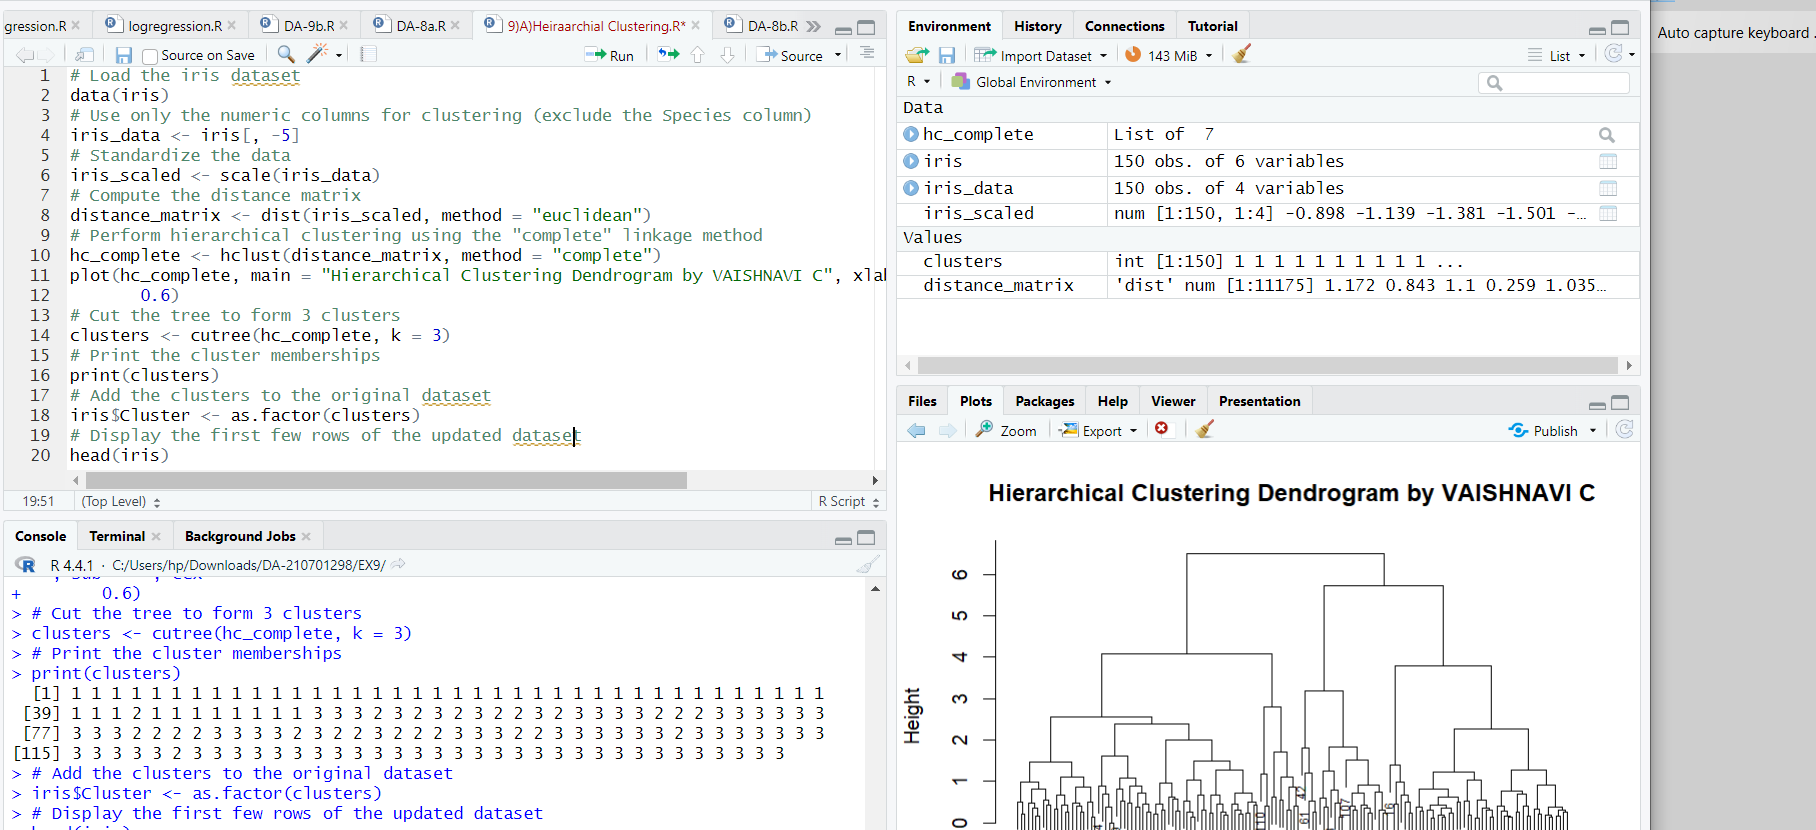 gression.R
logregression.R
DA-9b.R
DA-8a.R
9)A)Heiraarchial Clustering.R*
DA-8b.R
Source on Save
Run
Source
1 # Load the iris dataset
2 data(iris)
3 # Use only the numeric columns for clustering (exclude the Species column)
4 iris_data <- iris[, -5]
5 # Standardize the data
6 iris_scaled <- scale(iris_data)
7 # Compute the distance matrix
8 distance_matrix <- dist(iris_scaled, method = "euclidean")
9 # Perform hierarchical clustering using the "complete" linkage method
10 hc_complete <- hclust(distance_matrix, method = "complete")
11 plot(hc_complete, main = "Hierarchical Clustering Dendrogram by VAISHNAVI C", xla
12 0.6)
13 # Cut the tree to form 3 clusters
14 clusters <- cutree(hc_complete, k = 3)
15 # Print the cluster memberships
16 print(clusters)
17 # Add the clusters to the original dataset
18 iris$Cluster <- as.factor(clusters)
19 # Display the first few rows of the updated dataset
20 head(iris)
19:51
(Top Level)
R Script
Console
Terminal
Background Jobs
R 4.4.1 · C:/Users/hp/Downloads/DA-210701298/EX9/
+ 0.6)
> # Cut the tree to form 3 clusters
> clusters <- cutree(hc_complete, k = 3)
> # Print the cluster memberships
> print(clusters)
[1] 1 1 1 1 1 1 1 1 1 1 1 1 1 1 1 1 1 1 1 1 1 1 1 1 1 1 1 1 1 1 1 1 1 1 1 1 1 1
[39] 1 1 1 2 1 1 1 1 1 1 1 1 3 3 3 2 3 2 3 2 3 2 2 3 2 3 3 3 3 2 2 2 3 3 3 3 3 3
[77] 3 3 3 2 2 2 2 3 3 3 3 2 3 2 2 3 2 2 2 3 3 3 2 2 3 3 3 3 3 3 2 3 3 3 3 3 3 3
[115] 3 3 3 3 3 2 3 3 3 3 3 3 3 3 3 3 3 3 3 3 3 3 3 3 3 3 3 3 3 3 3 3 3 3 3 3
> # Add the clusters to the original dataset
> iris$Cluster <- as.factor(clusters)
> # Display the first few rows of the updated dataset
Environment
History
Connections
Tutorial
Import Dataset
143 MiB
List
R
Global Environment
Data
hc_complete List of 7
iris 150 obs. of 6 variables
iris_data 150 obs. of 4 variables
iris_scaled num [1:150, 1:4] -0.898 -1.139 -1.381 -1.501 -...
Values
clusters int [1:150] 1 1 1 1 1 1 1 1 1 1 ...
distance_matrix 'dist' num [1:11175] 1.172 0.843 1.1 0.259 1.035...
Files
Plots
Packages
Help
Viewer
Presentation
Zoom
Export
Publish
Hierarchical Clustering Dendrogram by VAISHNAVI C
Height
6
5
4
3
2
1
0
42
Auto capture keyboard